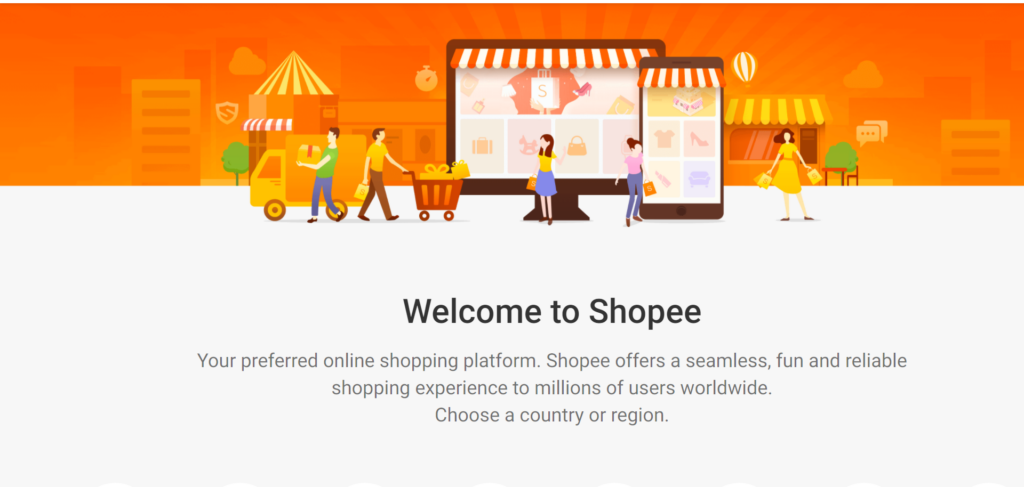 S
S
Welcome to Shopee
Your preferred online shopping platform. Shopee offers a seamless, fun and reliable
shopping experience to millions of users worldwide.
Choose a country or region.